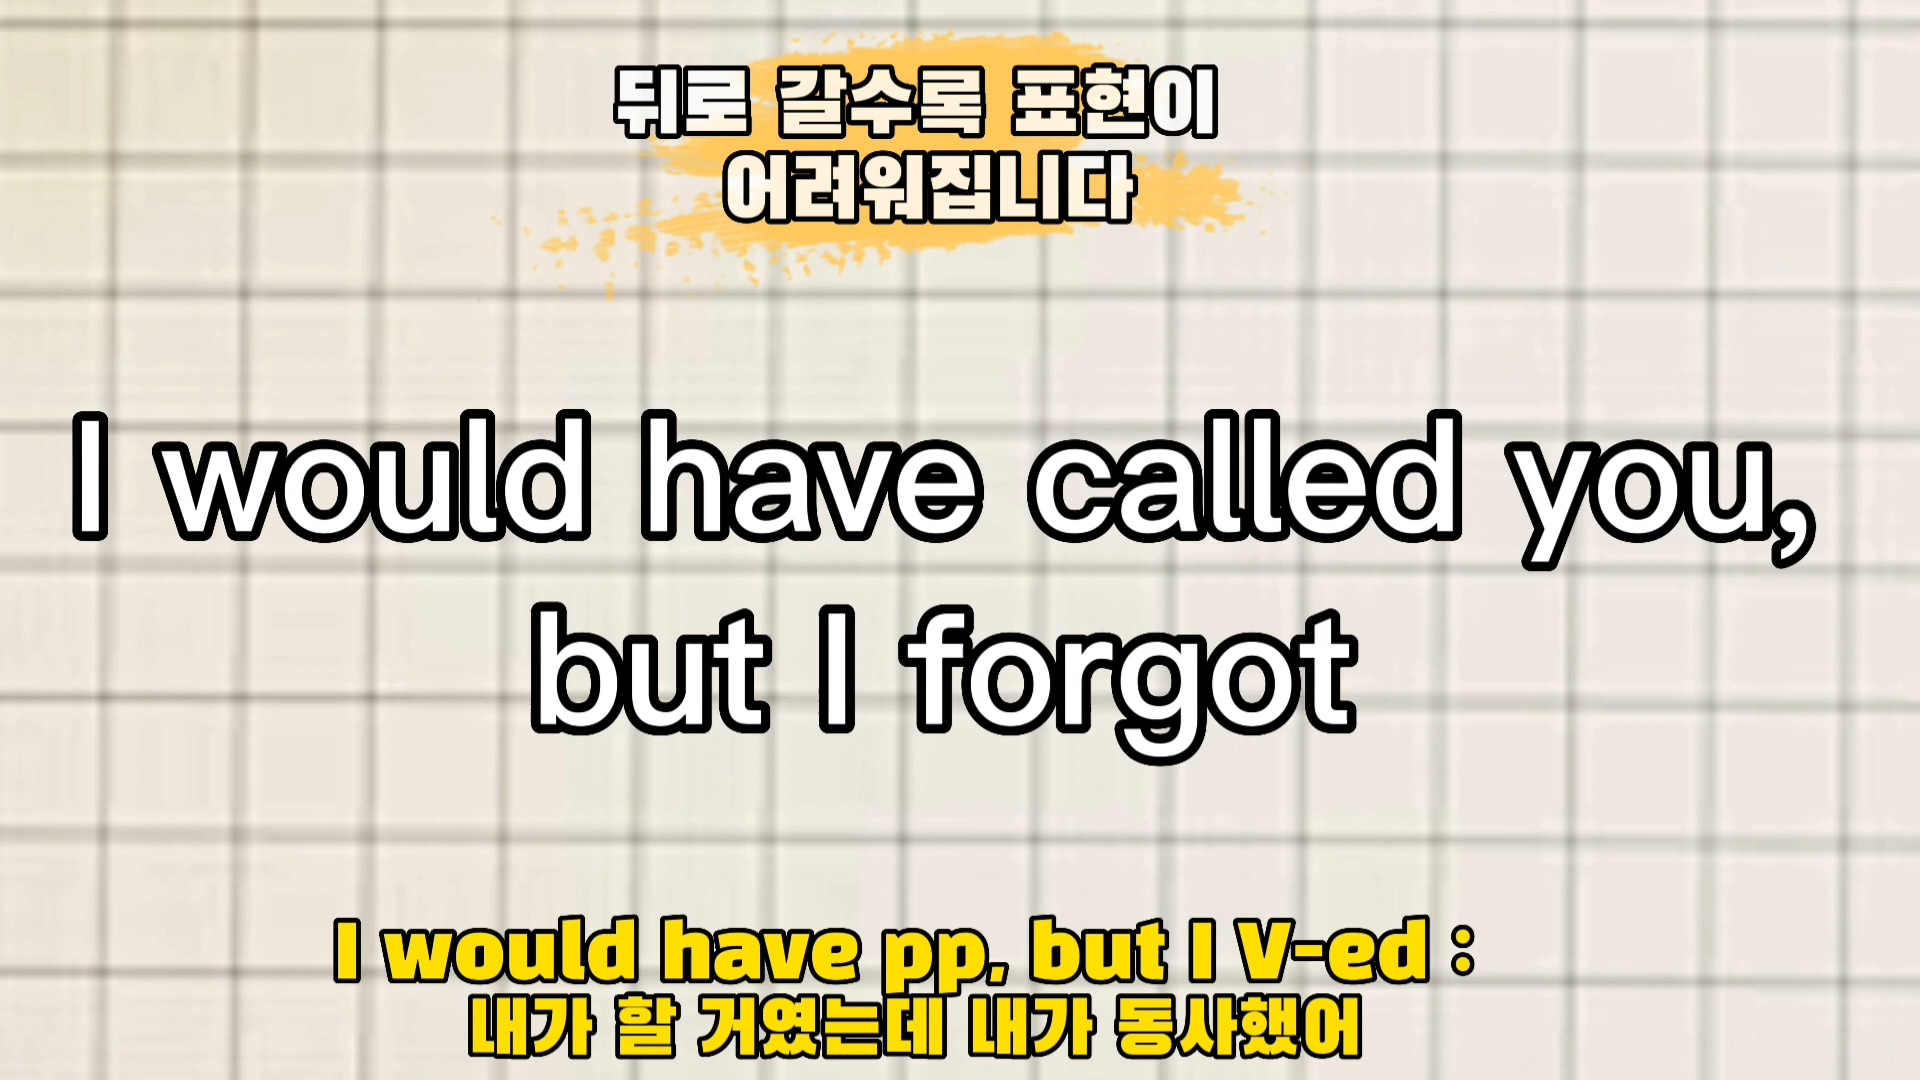 뒤로 갈수록 표현이
어려워집니다
I would have called you,
but I forgot
I would have pp, but I V-ed :
내가 할 거였는데 내가 동사했어